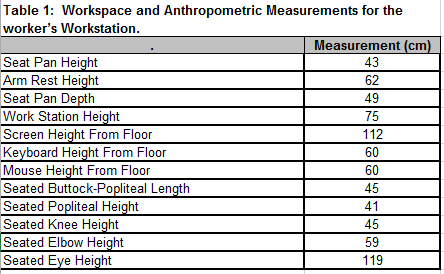 Table 1: Workspace and Anthropometric Measurements for the
worker's Workstation.
. Measurement (cm)
Seat Pan Height 43
Arm Rest Height 62
Seat Pan Depth 49
Work Station Height 75
Screen Height From Floor 112
Keyboard Height From Floor 60
Mouse Height From Floor 60
Seated Buttock-Popliteal Length 45
Seated Popliteal Height 41
Seated Knee Height 45
Seated Elbow Height 59
Seated Eye Height 119